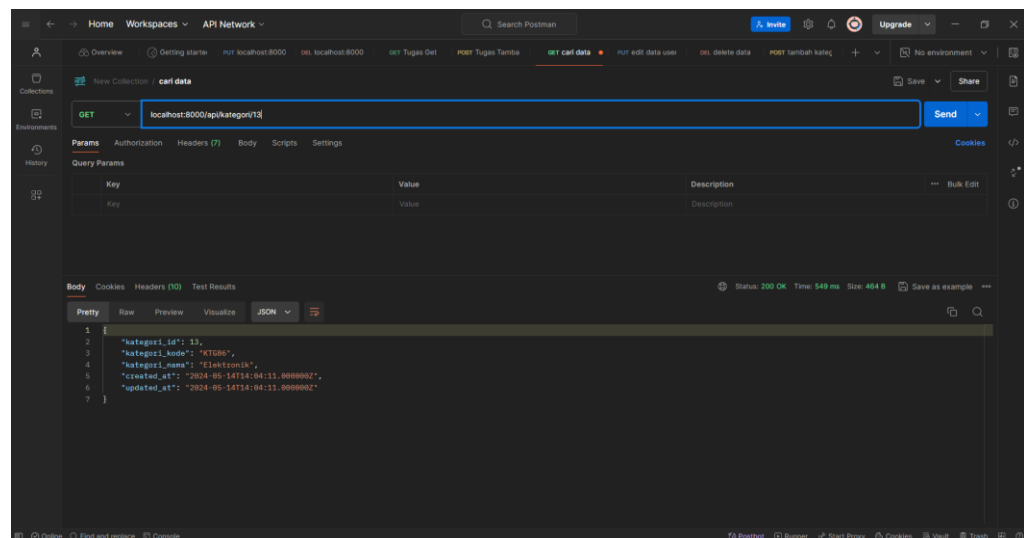 Home Workspaces API Network Search Postman Invite Upgrade
Overview Getting starte PUT localhost:8000 DEL localhost:8000 GET Tugas Get POST Tugas Tamba GET cari data PUT edit data user DEL delete data POST tambah kateg No environment
New Collection / cari data Save Share
Collections
GET localhost:8000/api/kategori/13 Send
Environments
Params Authorization Headers (7) Body Scripts Settings Cookies
History
Query Params
Key Value Description Bulk Edit
Key Value Description
Body Cookies Headers (10) Test Results Status: 200 OK Time: 549 ms Size: 464 B Save as example
Pretty Raw Preview Visualize JSON
1 {
2 "kategori_id": 13,
3 "kategori_kode": "KTG06",
4 "kategori_nama": "Elektronik",
5 "created_at": "2024-05-14T14:04:11.000000Z",
6 "updated_at": "2024-05-14T14:04:11.000000Z"
7 }
Online Find and replace Console Postbot Runner Start Proxy Cookies Vault Trash